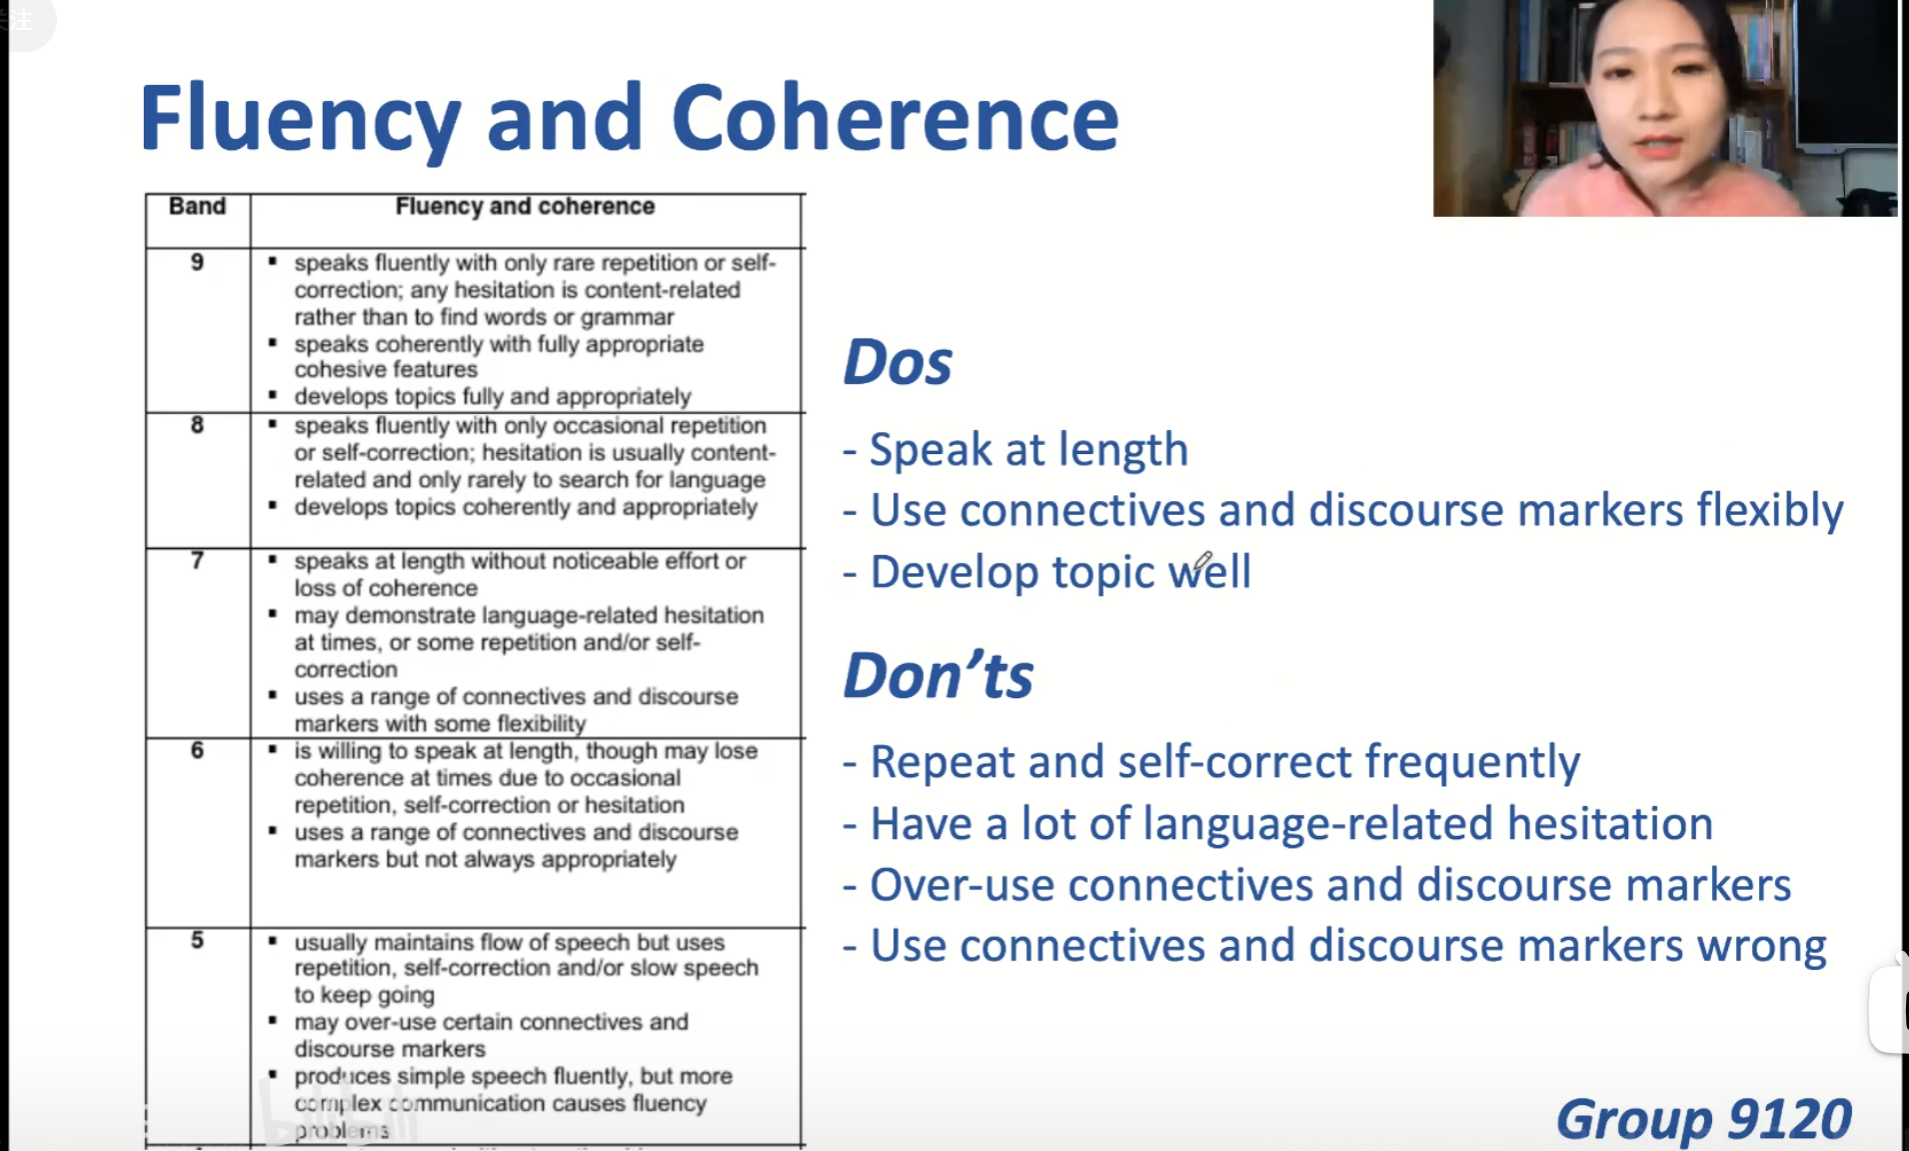 关注
Fluency and Coherence
Band
Fluency and coherence
9
▪ speaks fluently with only rare repetition or self-
correction; any hesitation is content-related
rather than to find words or grammar
▪ speaks coherently with fully appropriate
cohesive features
▪ develops topics fully and appropriately
8
▪ speaks fluently with only occasional repetition
or self-correction; hesitation is usually content-
related and only rarely to search for language
▪ develops topics coherently and appropriately
7
▪ speaks at length without noticeable effort or
loss of coherence
▪ may demonstrate language-related hesitation
at times, or some repetition and/or self-
correction
▪ uses a range of connectives and discourse
markers with some flexibility
6
▪ is willing to speak at length, though may lose
coherence at times due to occasional
repetition, self-correction or hesitation
▪ uses a range of connectives and discourse
markers but not always appropriately
5
▪ usually maintains flow of speech but uses
repetition, self-correction and/or slow speech
to keep going
▪ may over-use certain connectives and
discourse markers
▪ produces simple speech fluently, but more
complex communication causes fluency
problems
Dos
- Speak at length
- Use connectives and discourse markers flexibly
- Develop topic well
Don’ts
- Repeat and self-correct frequently
- Have a lot of language-related hesitation
- Over-use connectives and discourse markers
- Use connectives and discourse markers wrong
Group 9120
bilibili